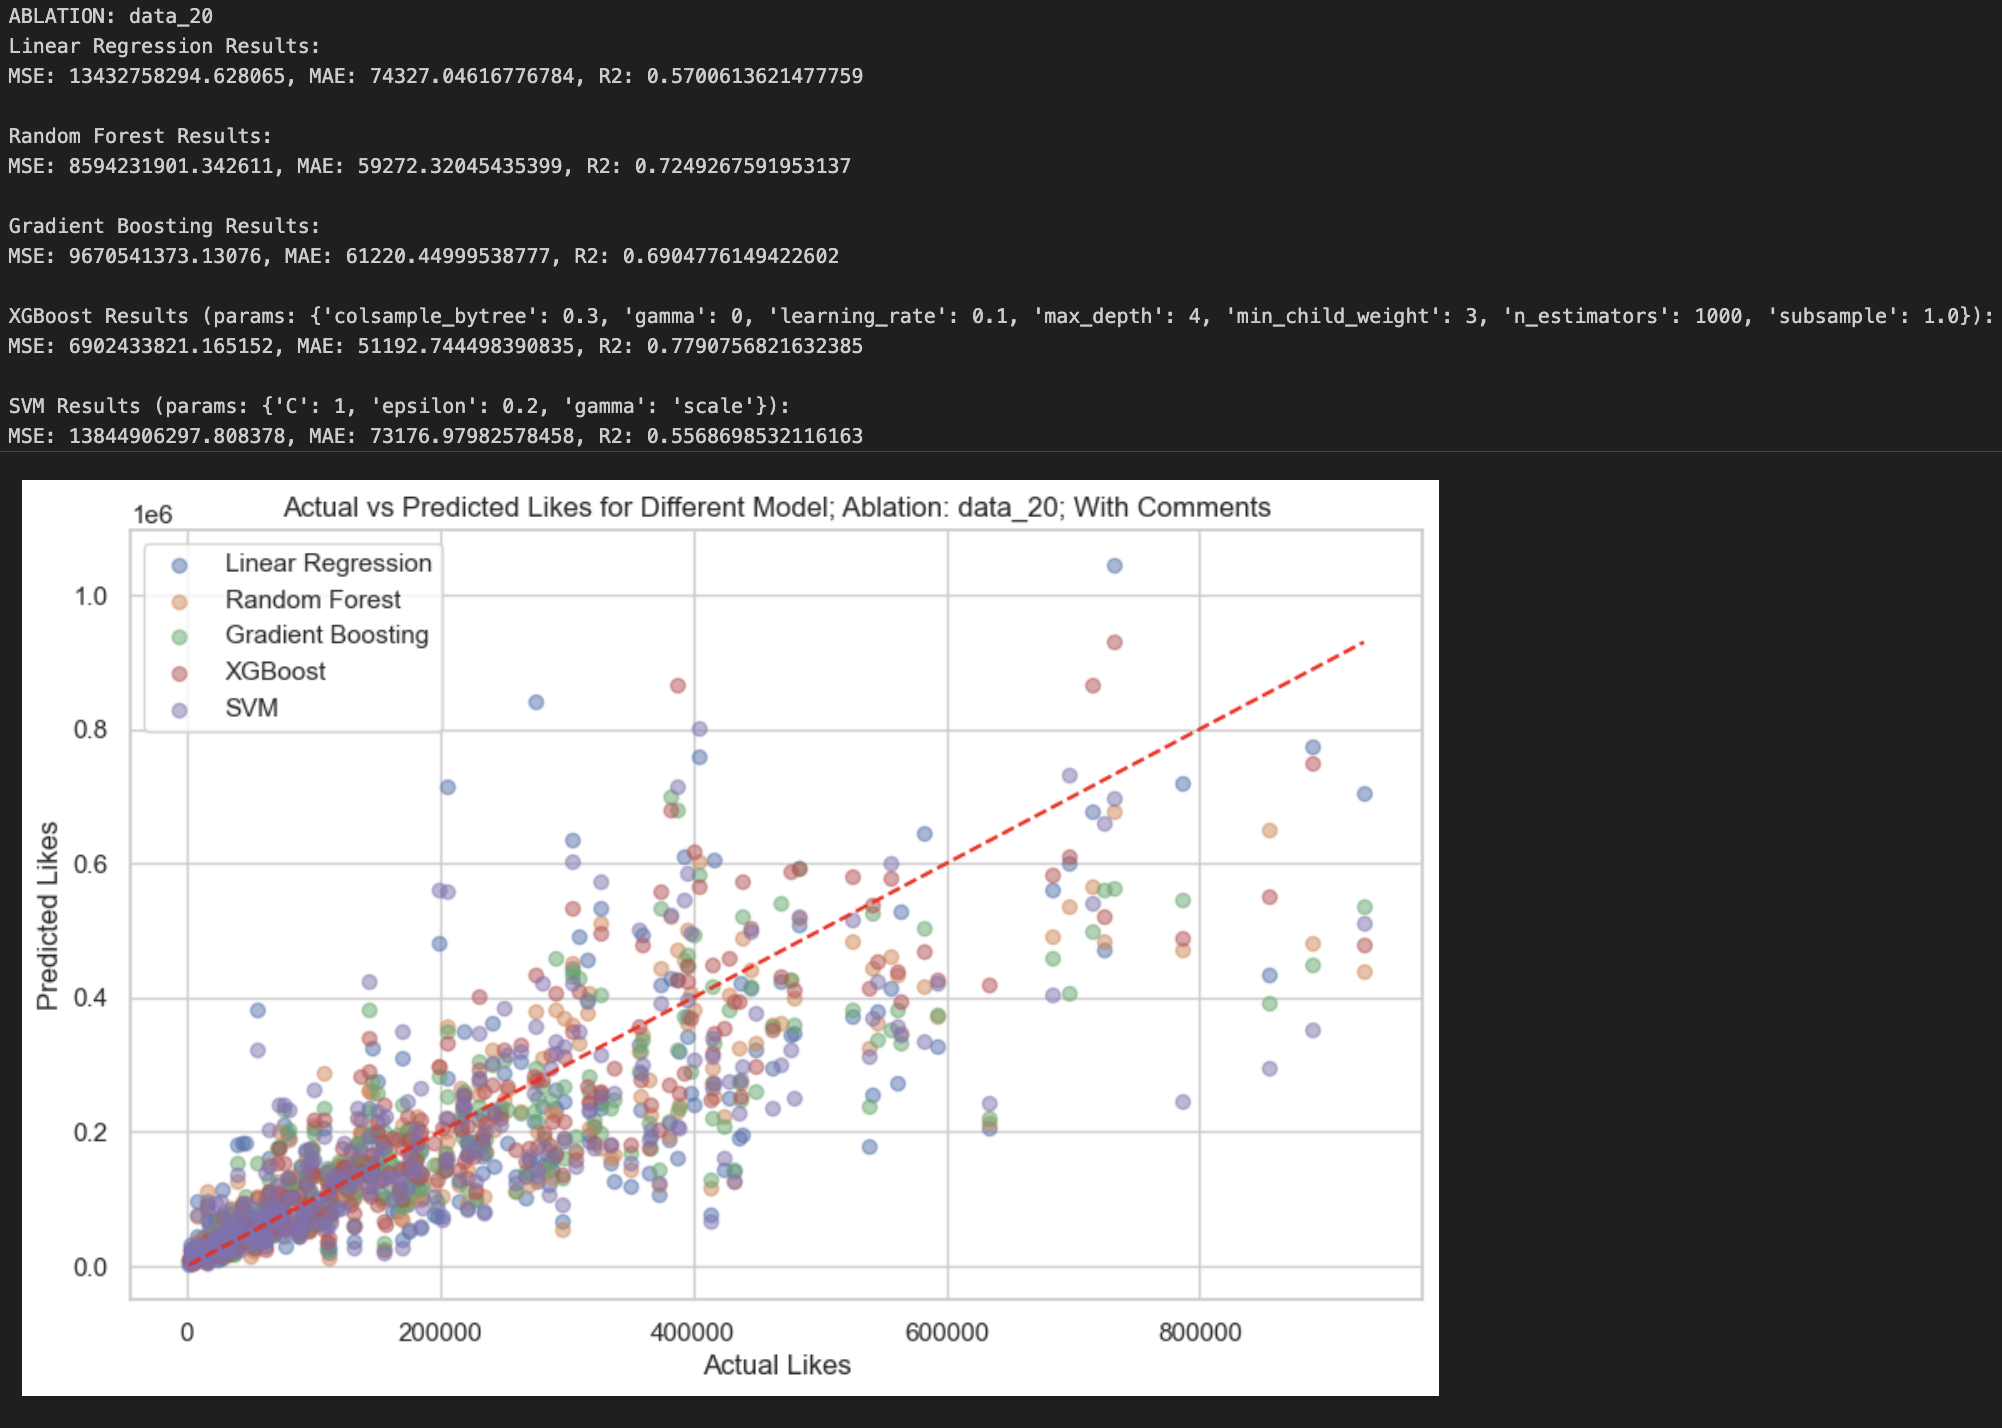 ABLATION: data_20
Linear Regression Results:
MSE: 13432758294.628065, MAE: 74327.04616776784, R2: 0.5700613621477759
Random Forest Results:
MSE: 8594231901.342611, MAE: 59272.32045435399, R2: 0.7249267591953137
Gradient Boosting Results:
MSE: 9670541373.13076, MAE: 61220.44999538777, R2: 0.6904776149422602
XGBoost Results (params: {'colsample_bytree': 0.3, 'gamma': 0, 'learning_rate': 0.1, 'max_depth': 4, 'min_child_weight': 3, 'n_estimators': 1000, 'subsample': 1.0}):
MSE: 6902433821.165152, MAE: 51192.744498390835, R2: 0.7790756821632385
SVM Results (params: {'C': 1, 'epsilon': 0.2, 'gamma': 'scale'}):
MSE: 13844906297.808378, MAE: 73176.97982578458, R2: 0.5568698532116163
Actual vs Predicted Likes for Different Model; Ablation: data_20; With Comments
1e6
Linear Regression
Random Forest
Gradient Boosting
XGBoost
SVM
1.0
0.8
0.6
0.4
0.2
0.0
Predicted Likes
0
200000
400000
600000
800000
Actual Likes